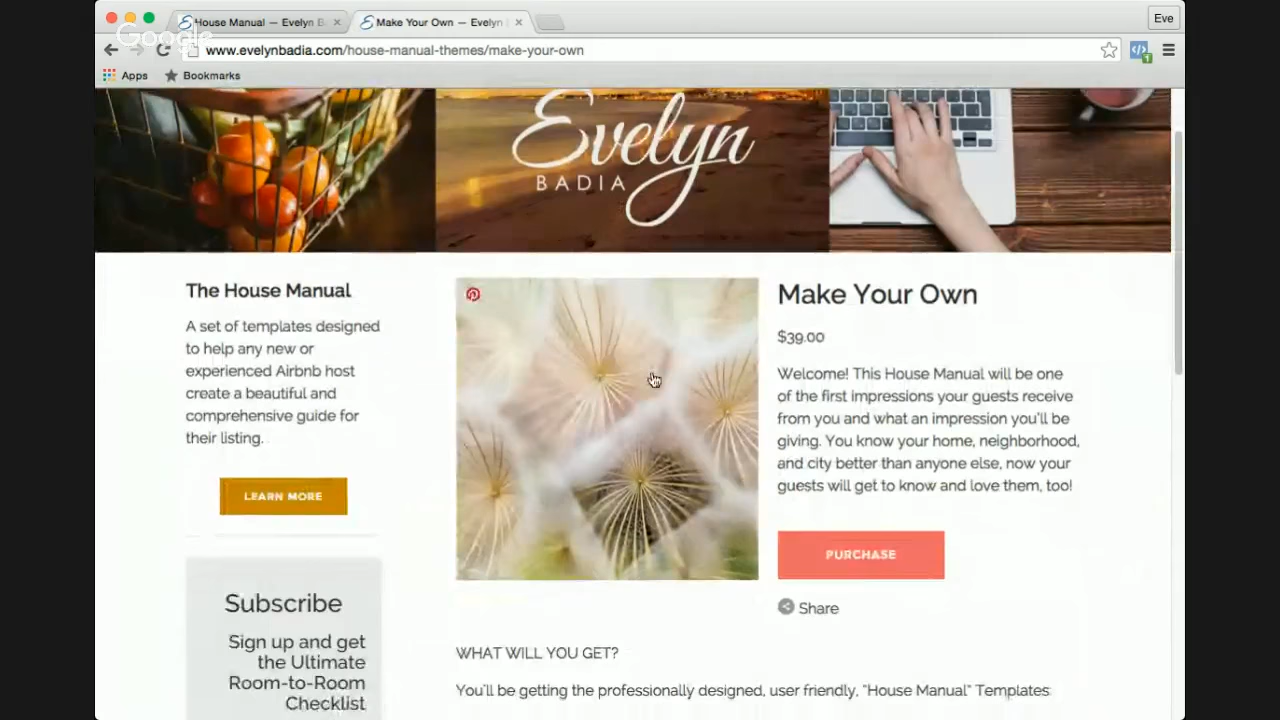 House Manual — Evelyn B
Make Your Own — Evelyn
Eve
Google
www.evelynbadia.com/house-manual-themes/make-your-own
Apps
Bookmarks
Evelyn
BADIA
The House Manual
A set of templates designed
to help any new or
experienced Airbnb host
create a beautiful and
comprehensive guide for
their listing.
LEARN MORE
Subscribe
Sign up and get
the Ultimate
Room-to-Room
Checklist
Make Your Own
$39.00
Welcome! This House Manual will be one
of the first impressions your guests receive
from you and what an impression you'll be
giving. You know your home, neighborhood,
and city better than anyone else, now your
guests will get to know and love them, too!
PURCHASE
Share
WHAT WILL YOU GET?
You'll be getting the professionally designed, user friendly, "House Manual" Templates